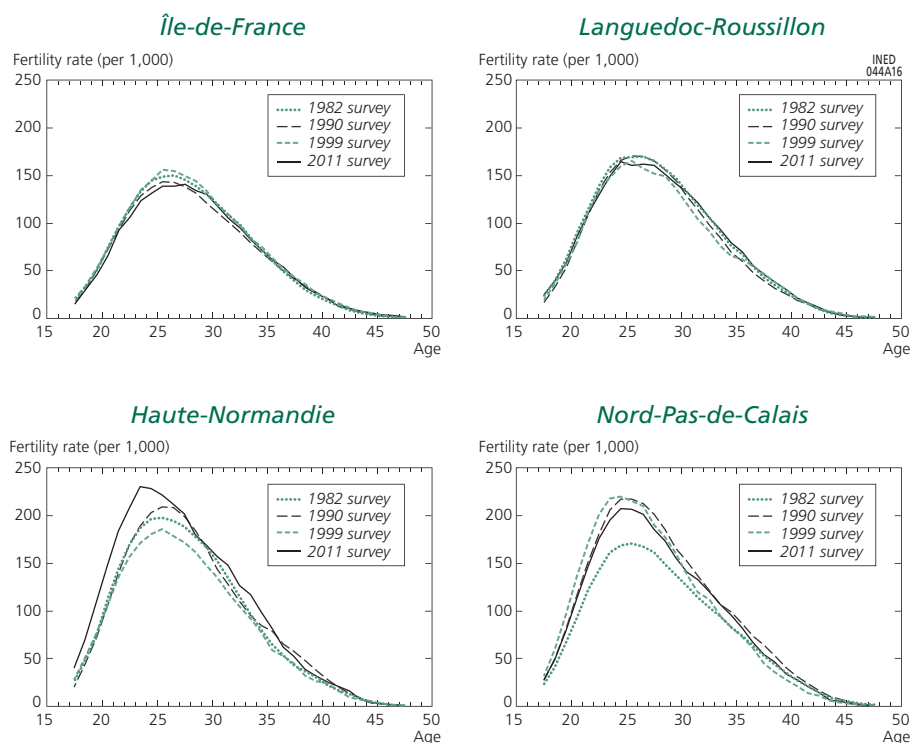 Île-de-France
Fertility rate (per 1,000)
250
200
150
100
50
0
1982 survey
1990 survey
1999 survey
2011 survey
15 20 25 30 35 40 45 50
Age
Languedoc-Roussillon
Fertility rate (per 1,000)
INED
044A16
250
200
150
100
50
0
1982 survey
1990 survey
1999 survey
2011 survey
15 20 25 30 35 40 45 50
Age
Haute-Normandie
Fertility rate (per 1,000)
250
200
150
100
50
0
1982 survey
1990 survey
1999 survey
2011 survey
15 20 25 30 35 40 45 50
Age
Nord-Pas-de-Calais
Fertility rate (per 1,000)
250
200
150
100
50
0
1982 survey
1990 survey
1999 survey
2011 survey
15 20 25 30 35 40 45 50
Age